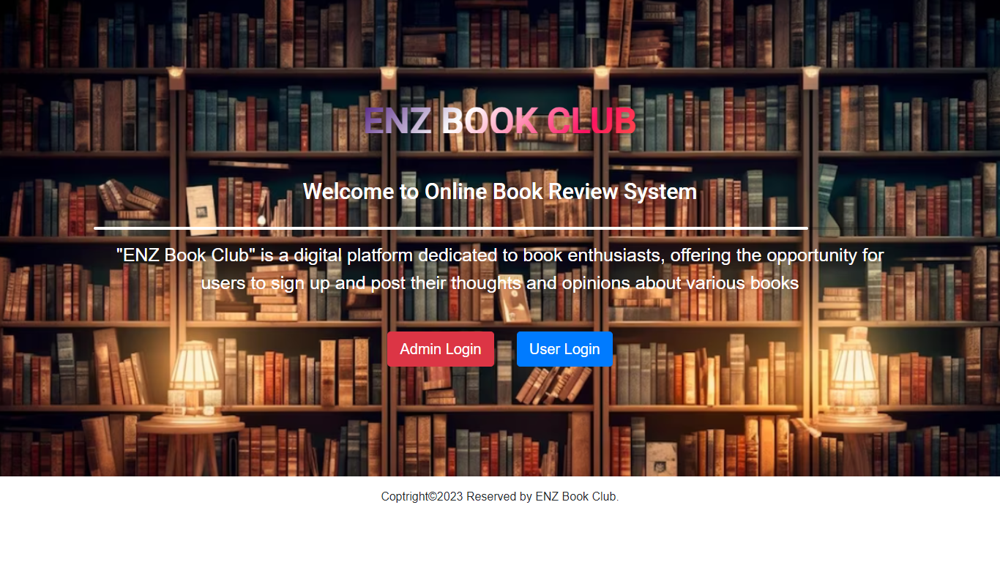 ENZ BOOK CLUB
Welcome to Online Book Review System
"ENZ Book Club" is a digital platform dedicated to book enthusiasts, offering the opportunity for
users to sign up and post their thoughts and opinions about various books
Admin Login
User Login
Coptright©2023 Reserved by ENZ Book Club.